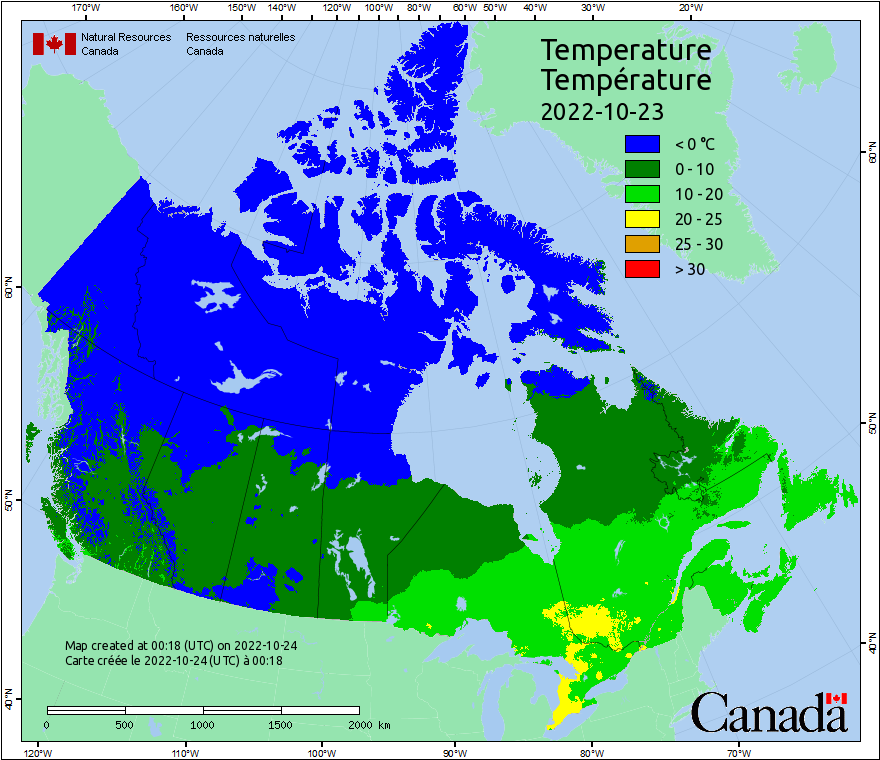 170°W 160°W 150°W 140°W 130°W 120°W 110°W 100°W 90°W 80°W 60°W 50°W 40°W 30°W 20°W
Natural Resources Canada
Ressources naturelles Canada
Temperature
Température
2022-10-23
< 0 °C
0 - 10
10 - 20
20 - 25
25 - 30
> 30
60°N
50°N
40°N
60°N
50°N
40°N
Map created at 00:18 (UTC) on 2022-10-24
Carte créée le 2022-10-24 (UTC) à 00:18
0 500 1000 1500 2000 km
Canada
120°W 110°W 100°W 90°W 80°W 70°W